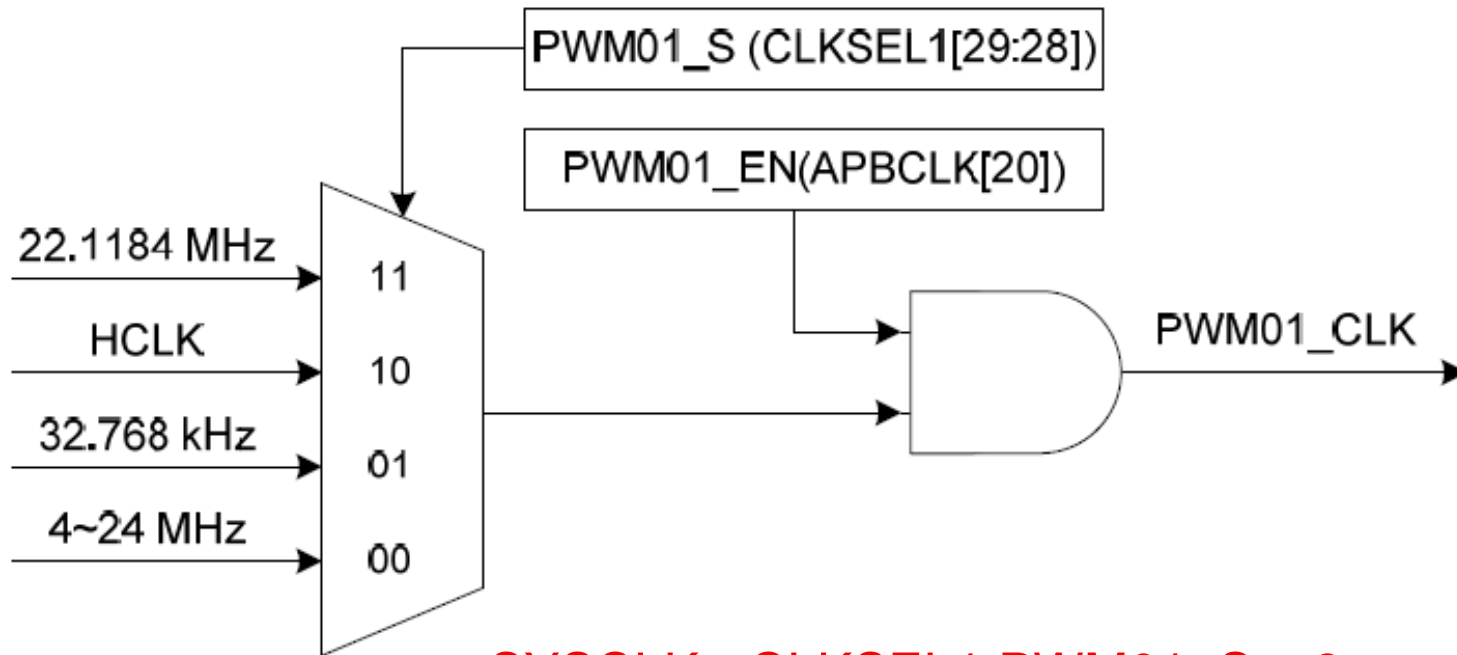 PWM01_S (CLKSEL1[29:28])
PWM01_EN(APBCLK[20])
22.1184 MHz
11
HCLK
10
PWM01_CLK
32.768 kHz
01
4~24 MHz
00